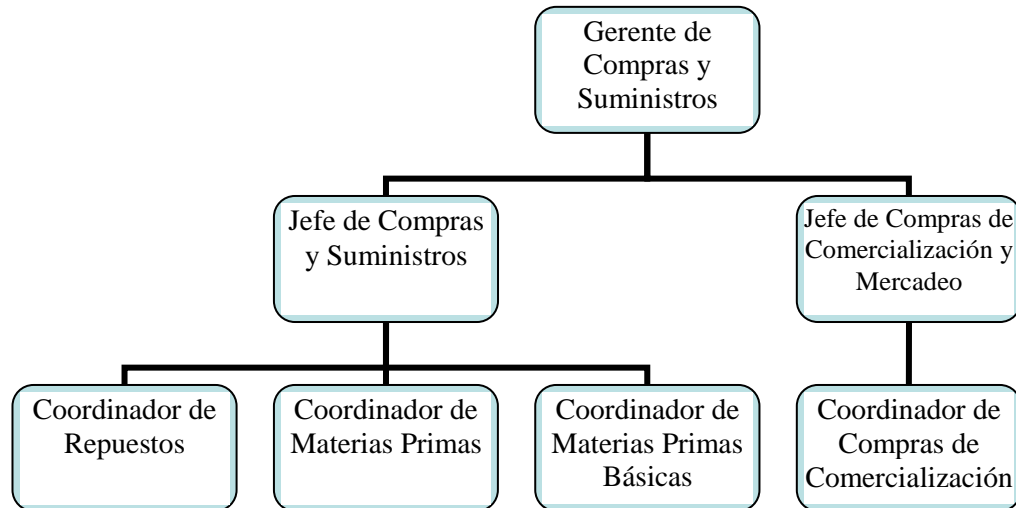 Gerente de
Compras y
Suministros
Jefe de Compras
y Suministros
Jefe de Compras de
Comercialización y
Mercadeo
Coordinador de
Repuestos
Coordinador de
Materias Primas
Coordinador de
Materias Primas
Básicas
Coordinador de
Compras de
Comercialización